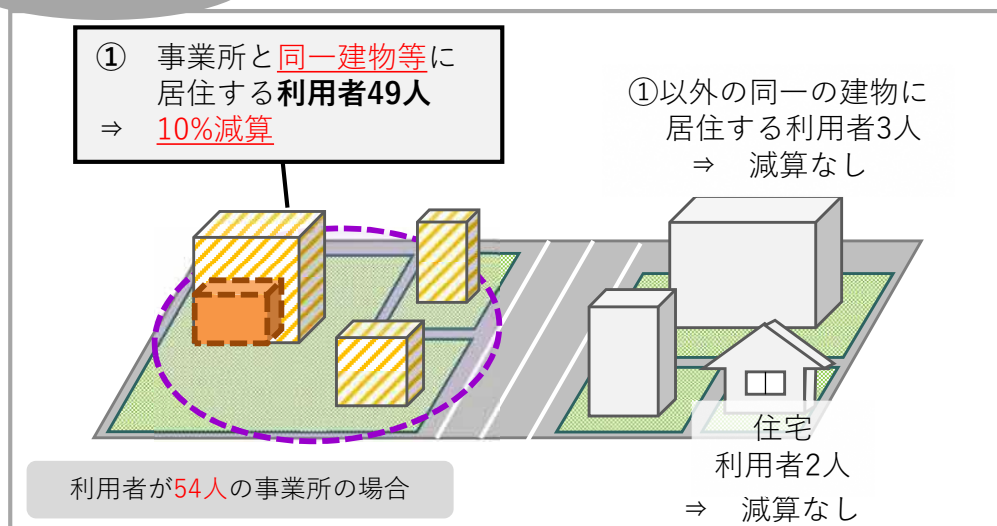 ① 事業所と同一建物等に
居住する利用者49人
⇒ 10%減算
①以外の同一の建物に
居住する利用者3人
⇒ 減算なし
住宅
利用者2人
⇒ 減算なし
利用者が54人の事業所の場合